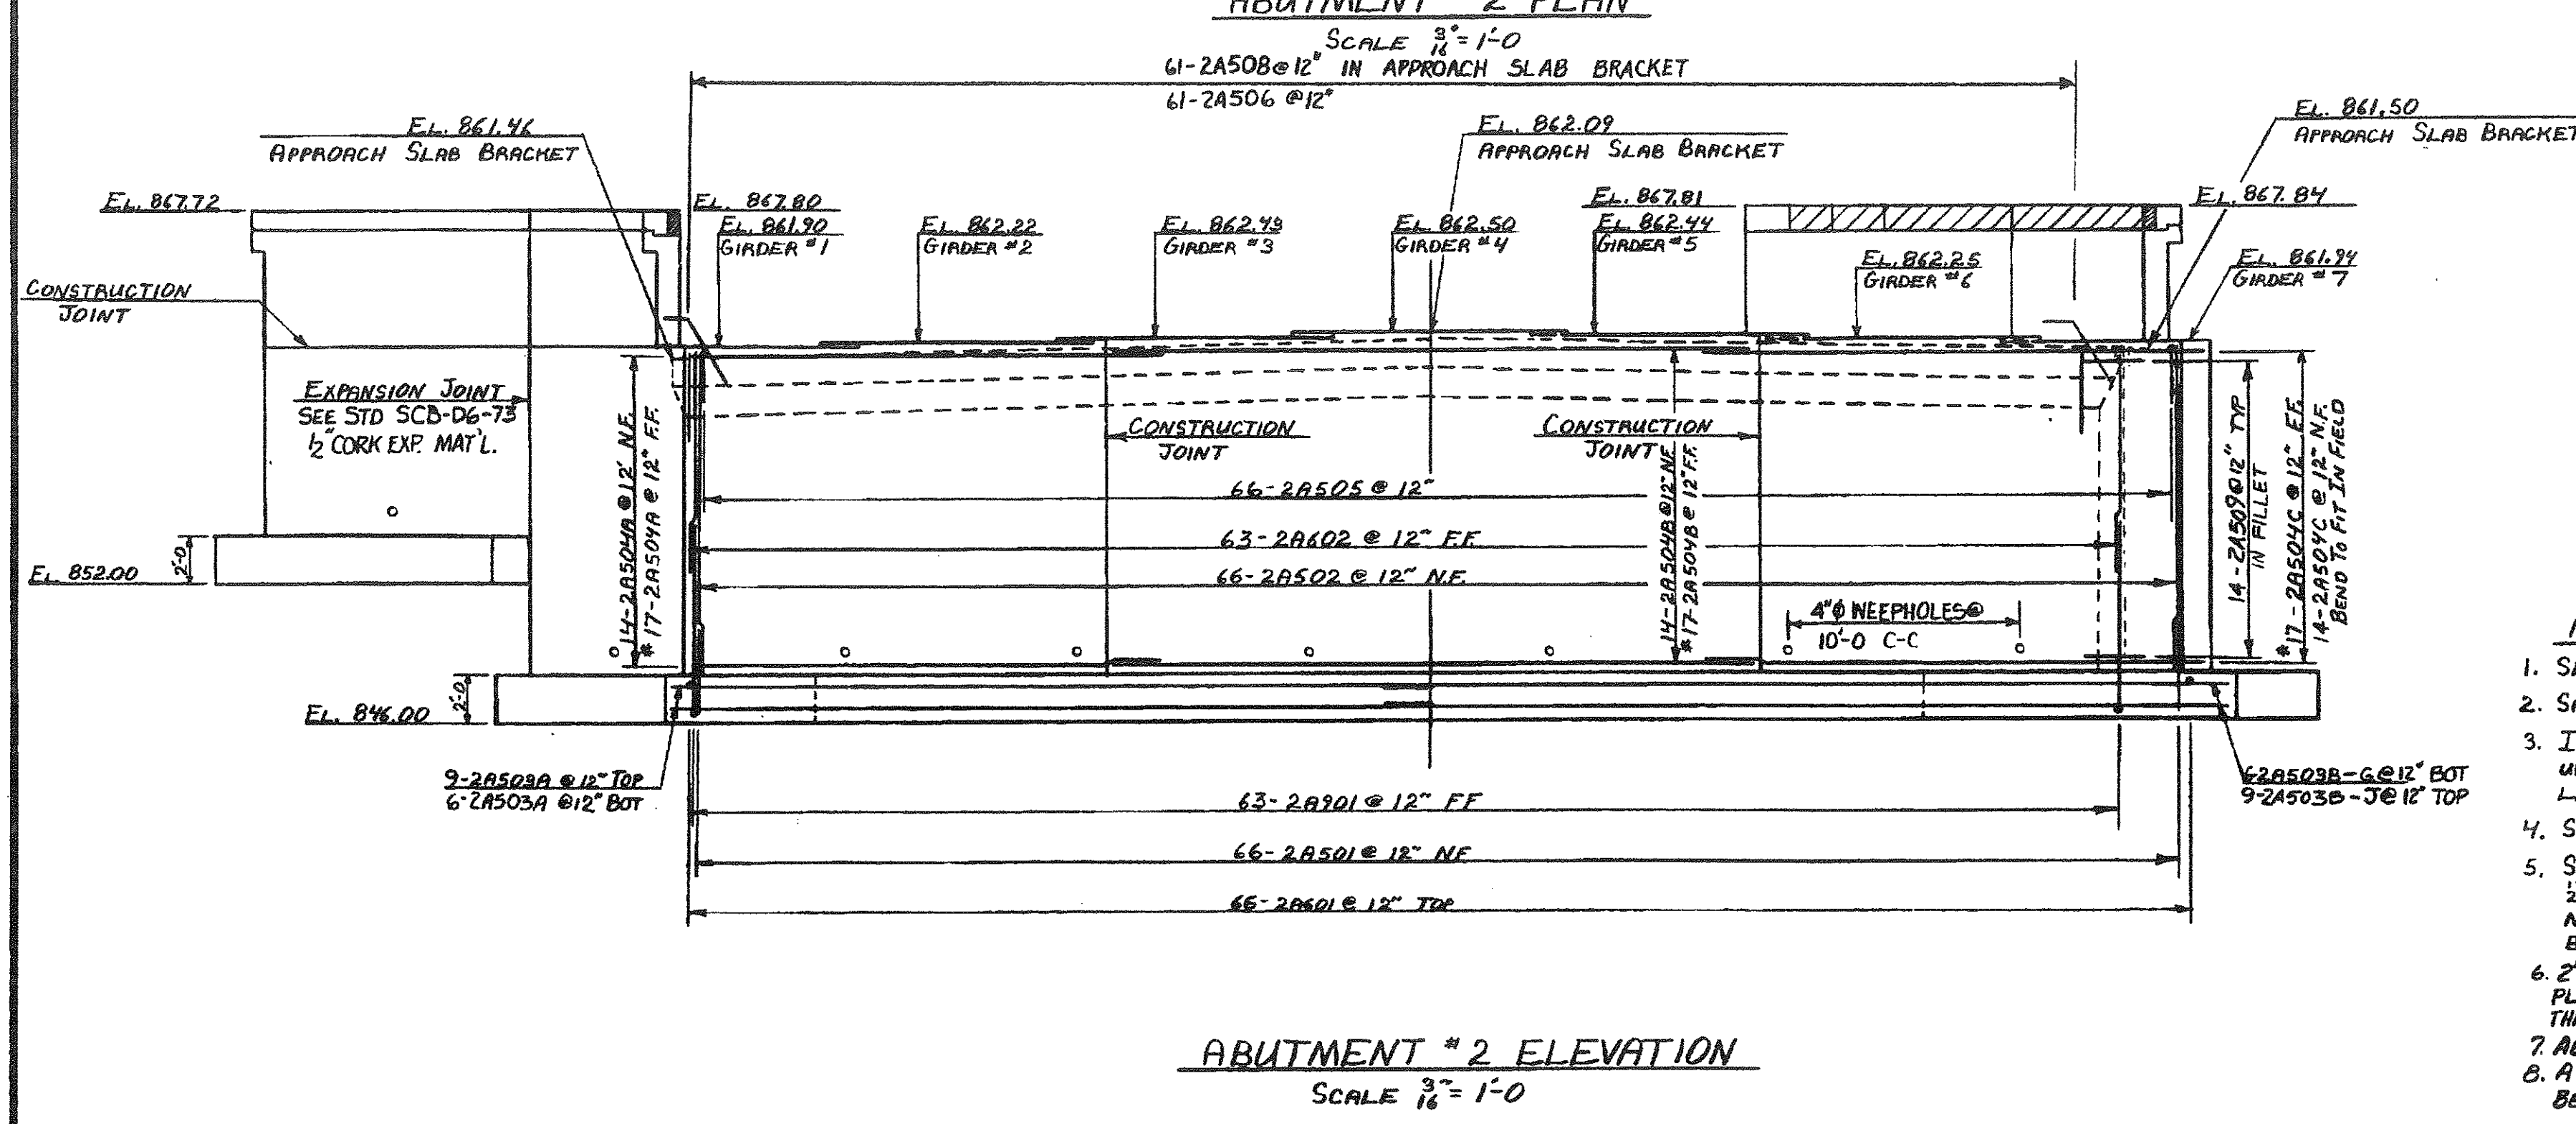 ABUTMENT #2 PLAN
SCALE 3/16" = 1'-0
61-2A508@12" IN APPROACH SLAB BRACKET
61-2A506 @12"
EL. 861.46
APPROACH SLAB BRACKET
EL. 862.09
APPROACH SLAB BRACKET
EL. 861.50
APPROACH SLAB BRACKET
EL. 867.72
EL. 867.80
EL. 861.90
GIRDER #1
EL. 862.22
GIRDER #2
EL. 862.43
GIRDER #3
EL. 862.50
GIRDER #4
EL. 867.81
EL. 862.44
GIRDER #5
EL. 862.25
GIRDER #6
EL. 867.84
EL. 861.94
GIRDER #7
CONSTRUCTION
JOINT
EXPANSION JOINT
SEE STD SCB-D6-73
1/2" CORK EXP. MAT'L.
14-2A504A @ 12" N.F.
* 17-2A504A @ 12" F.F.
CONSTRUCTION
JOINT
CONSTRUCTION
JOINT
14-2A504B@12" N.F.
*17-2A504B@ 12" F.F.
66-2A505 @ 12"
63-2A602 @ 12" F.F.
66-2A502 @ 12" N.F.
4"Ø WEEPHOLES@
10'-0 C-C
14-2A509@12" TYP
IN FILLET
*17-2A504C @ 12" F.F.
14-2A504C @ 12" N.F.
BEND TO FIT IN FIELD
2'-0
EL. 852.00
2'-0
EL. 846.00
9-2A503A @ 12" TOP
6-2A503A @12" BOT
6-2A503B-G@12" BOT
9-2A503B-J@12" TOP
63-2A901 @ 12" FF
66-2A501 @ 12" NF
66-2A601 @ 12" TOP
ABUTMENT #2 ELEVATION
SCALE 3/16" = 1'-0
1.
2.
3.
4.
5.
6. 2"
7.
8. A